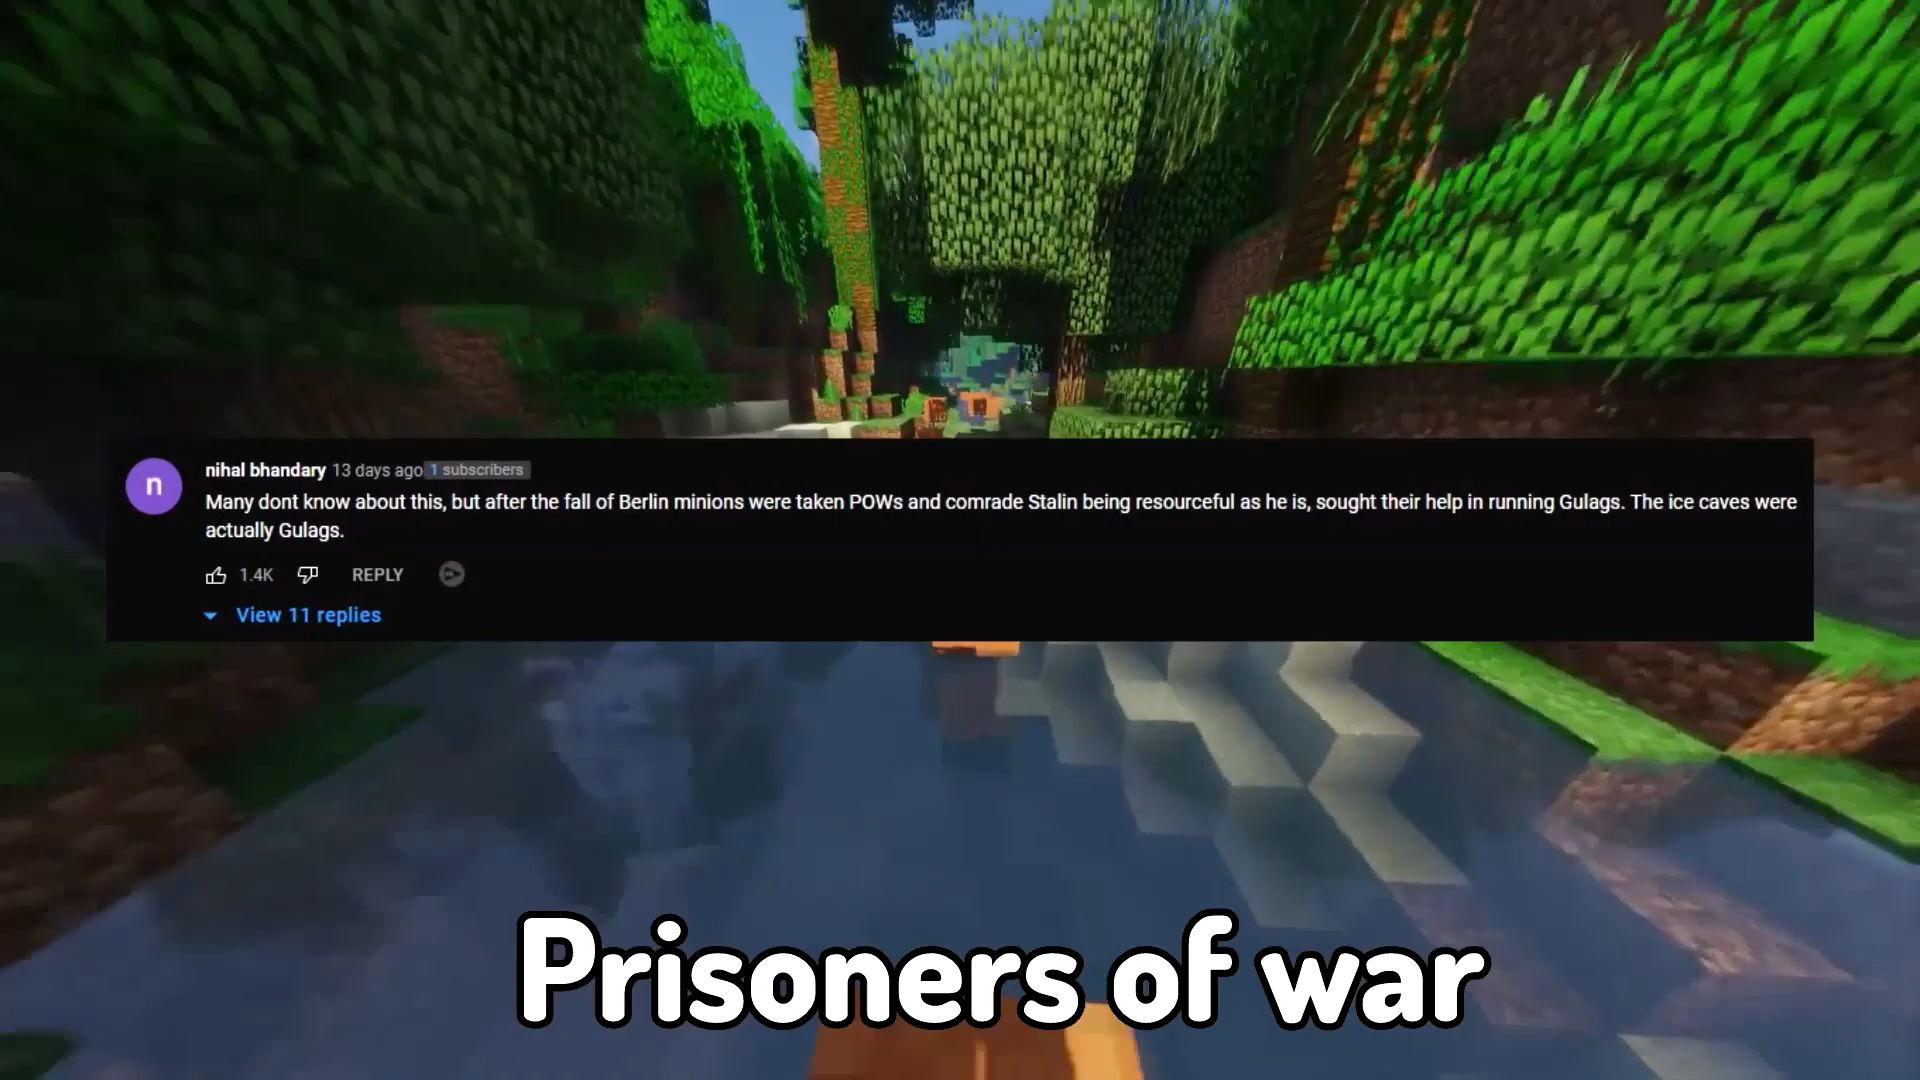 n
nihal bhandary 13 days ago 1 subscribers
Many dont know about this, but after the fall of Berlin minions were taken POWs and comrade Stalin being resourceful as he is, sought their help in running Gulags. The ice caves were
actually Gulags.
1.4K REPLY
View 11 replies
Prisoners of war